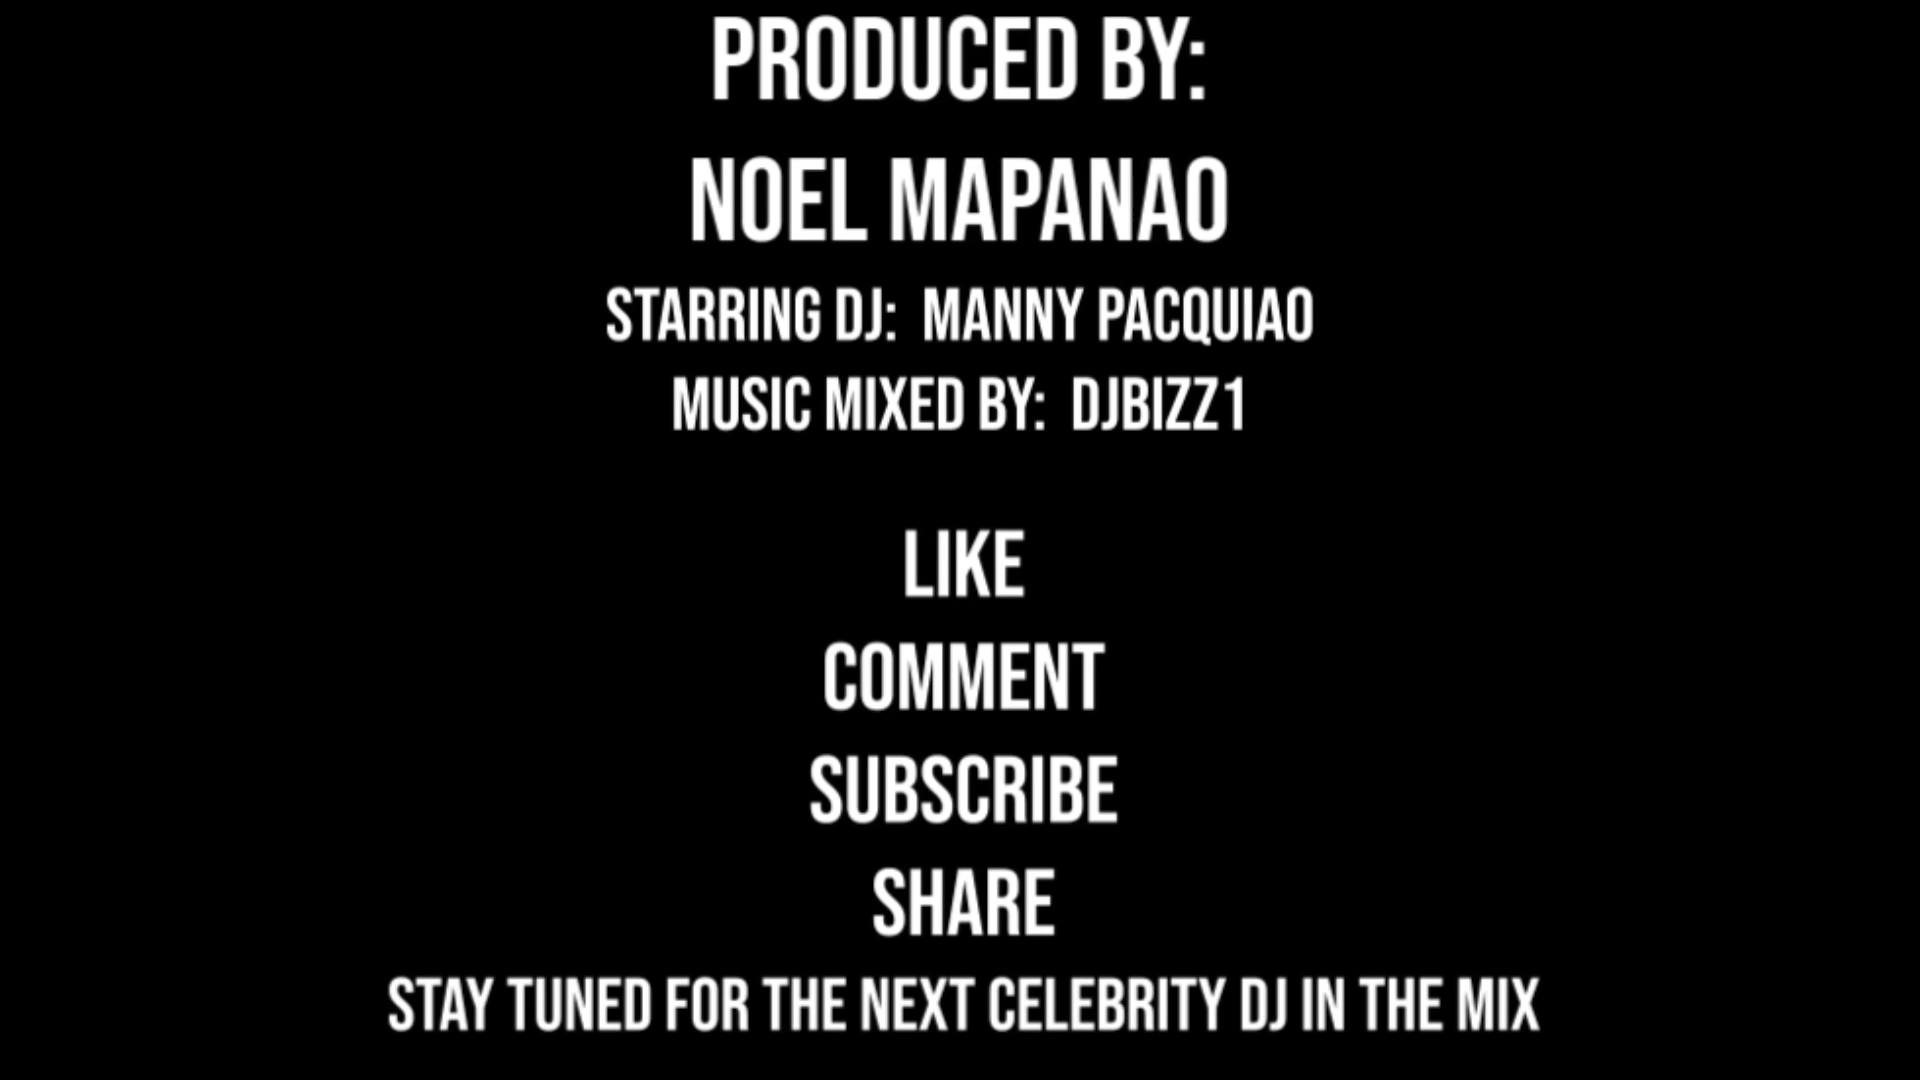 PRODUCED BY:
NOEL MAPANAO
STARRING DJ:  MANNY PACQUIAO
MUSIC MIXED BY:  DJBIZZ1
LIKE
COMMENT
SUBSCRIBE
SHARE
STAY TUNED FOR THE NEXT CELEBRITY DJ IN THE MIX